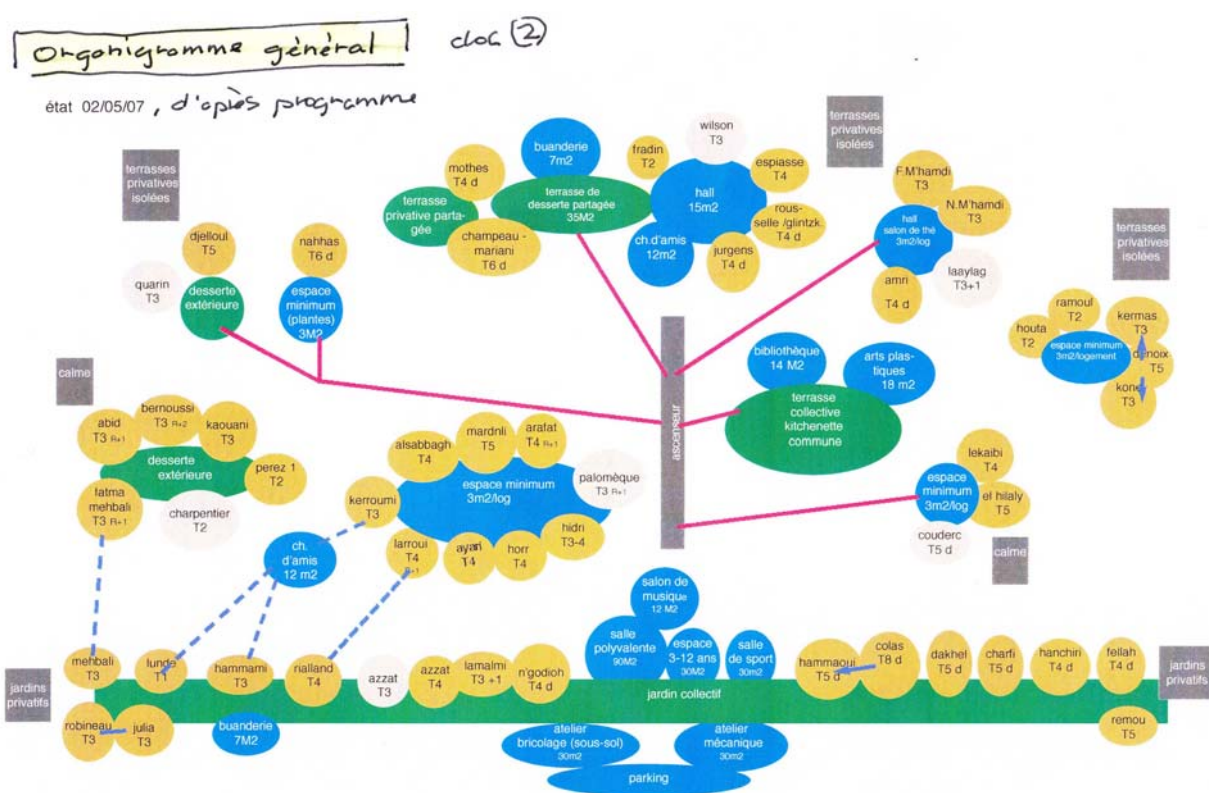 Organigramme général
doc 2
état 02/05/07, d'après programme
terrasses
privatives
isolées
djelloul
T5
quarin
T3
desserte
extérieure
nahhas
T6 d
espace
minimum
(plantes)
3M2
mothes
T4 d
terrasse
privative parta-
gée
champeau -
mariani
T6 d
buanderie
7m2
terrasse de
desserte partagée
35M2
fradin
T2
wilson
T3
hall
15m2
espiasse
T4
rous-
selle /glintzk.
T4 d
ch.d'amis
12m2
jurgens
T4 d
terrasses
privatives
isolées
F.M'hamdi
T3
N.M'hamdi
T3
hall
salon de thé
3m2/log
laaylag
T3+1
amri
T4 d
terrasses
privatives
isolées
ramoul
T2
houta
T2
kermas
T3
espace minimum
3m2/logement
denoix
T5
kone
T3
ascenseur
bibliothèque
14 M2
arts plas-
tiques
18 m2
terrasse
collective
kitchenette
commune
calme
abid
T3 R+1
bernoussi
T3 R+2
kaouani
T3
desserte
extérieure
perez 1
T2
fatma
mehbali
T3 R+1
charpentier
T2
alsabbagh
T4
mardnli
T5
arafat
T4 R+1
espace minimum
3m2/log
palomèque
T3 R+1
kerroumi
T3
larroui
T4
R+1
ayari
T4
horr
T4
hidri
T3-4
ch.
d'amis
12 m2
lekaibi
T4
espace
minimum
3m2/log
el hilaly
T5
couderc
T5 d
calme
salon de
musique
12 M2
salle
polyvalente
90M2
espace
3-12 ans
30M2
salle
de sport
30m2
jardins
privatifs
mehbali
T3
lunde
T1
hammami
T3
rialland
T4
azzat
T3
azzat
T4
lamalmi
T3 +1
n'godioh
T4 d
hammaoui
T5 d
colas
T8 d
dakhel
T5 d
charfi
T5 d
hanchiri
T4 d
fellah
T4 d
jardins
privatifs
jardin collectif
robineau
T3
julia
T3
buanderie
7M2
atelier
bricolage (sous-sol)
30m2
atelier
mécanique
30m2
parking
remou
T5